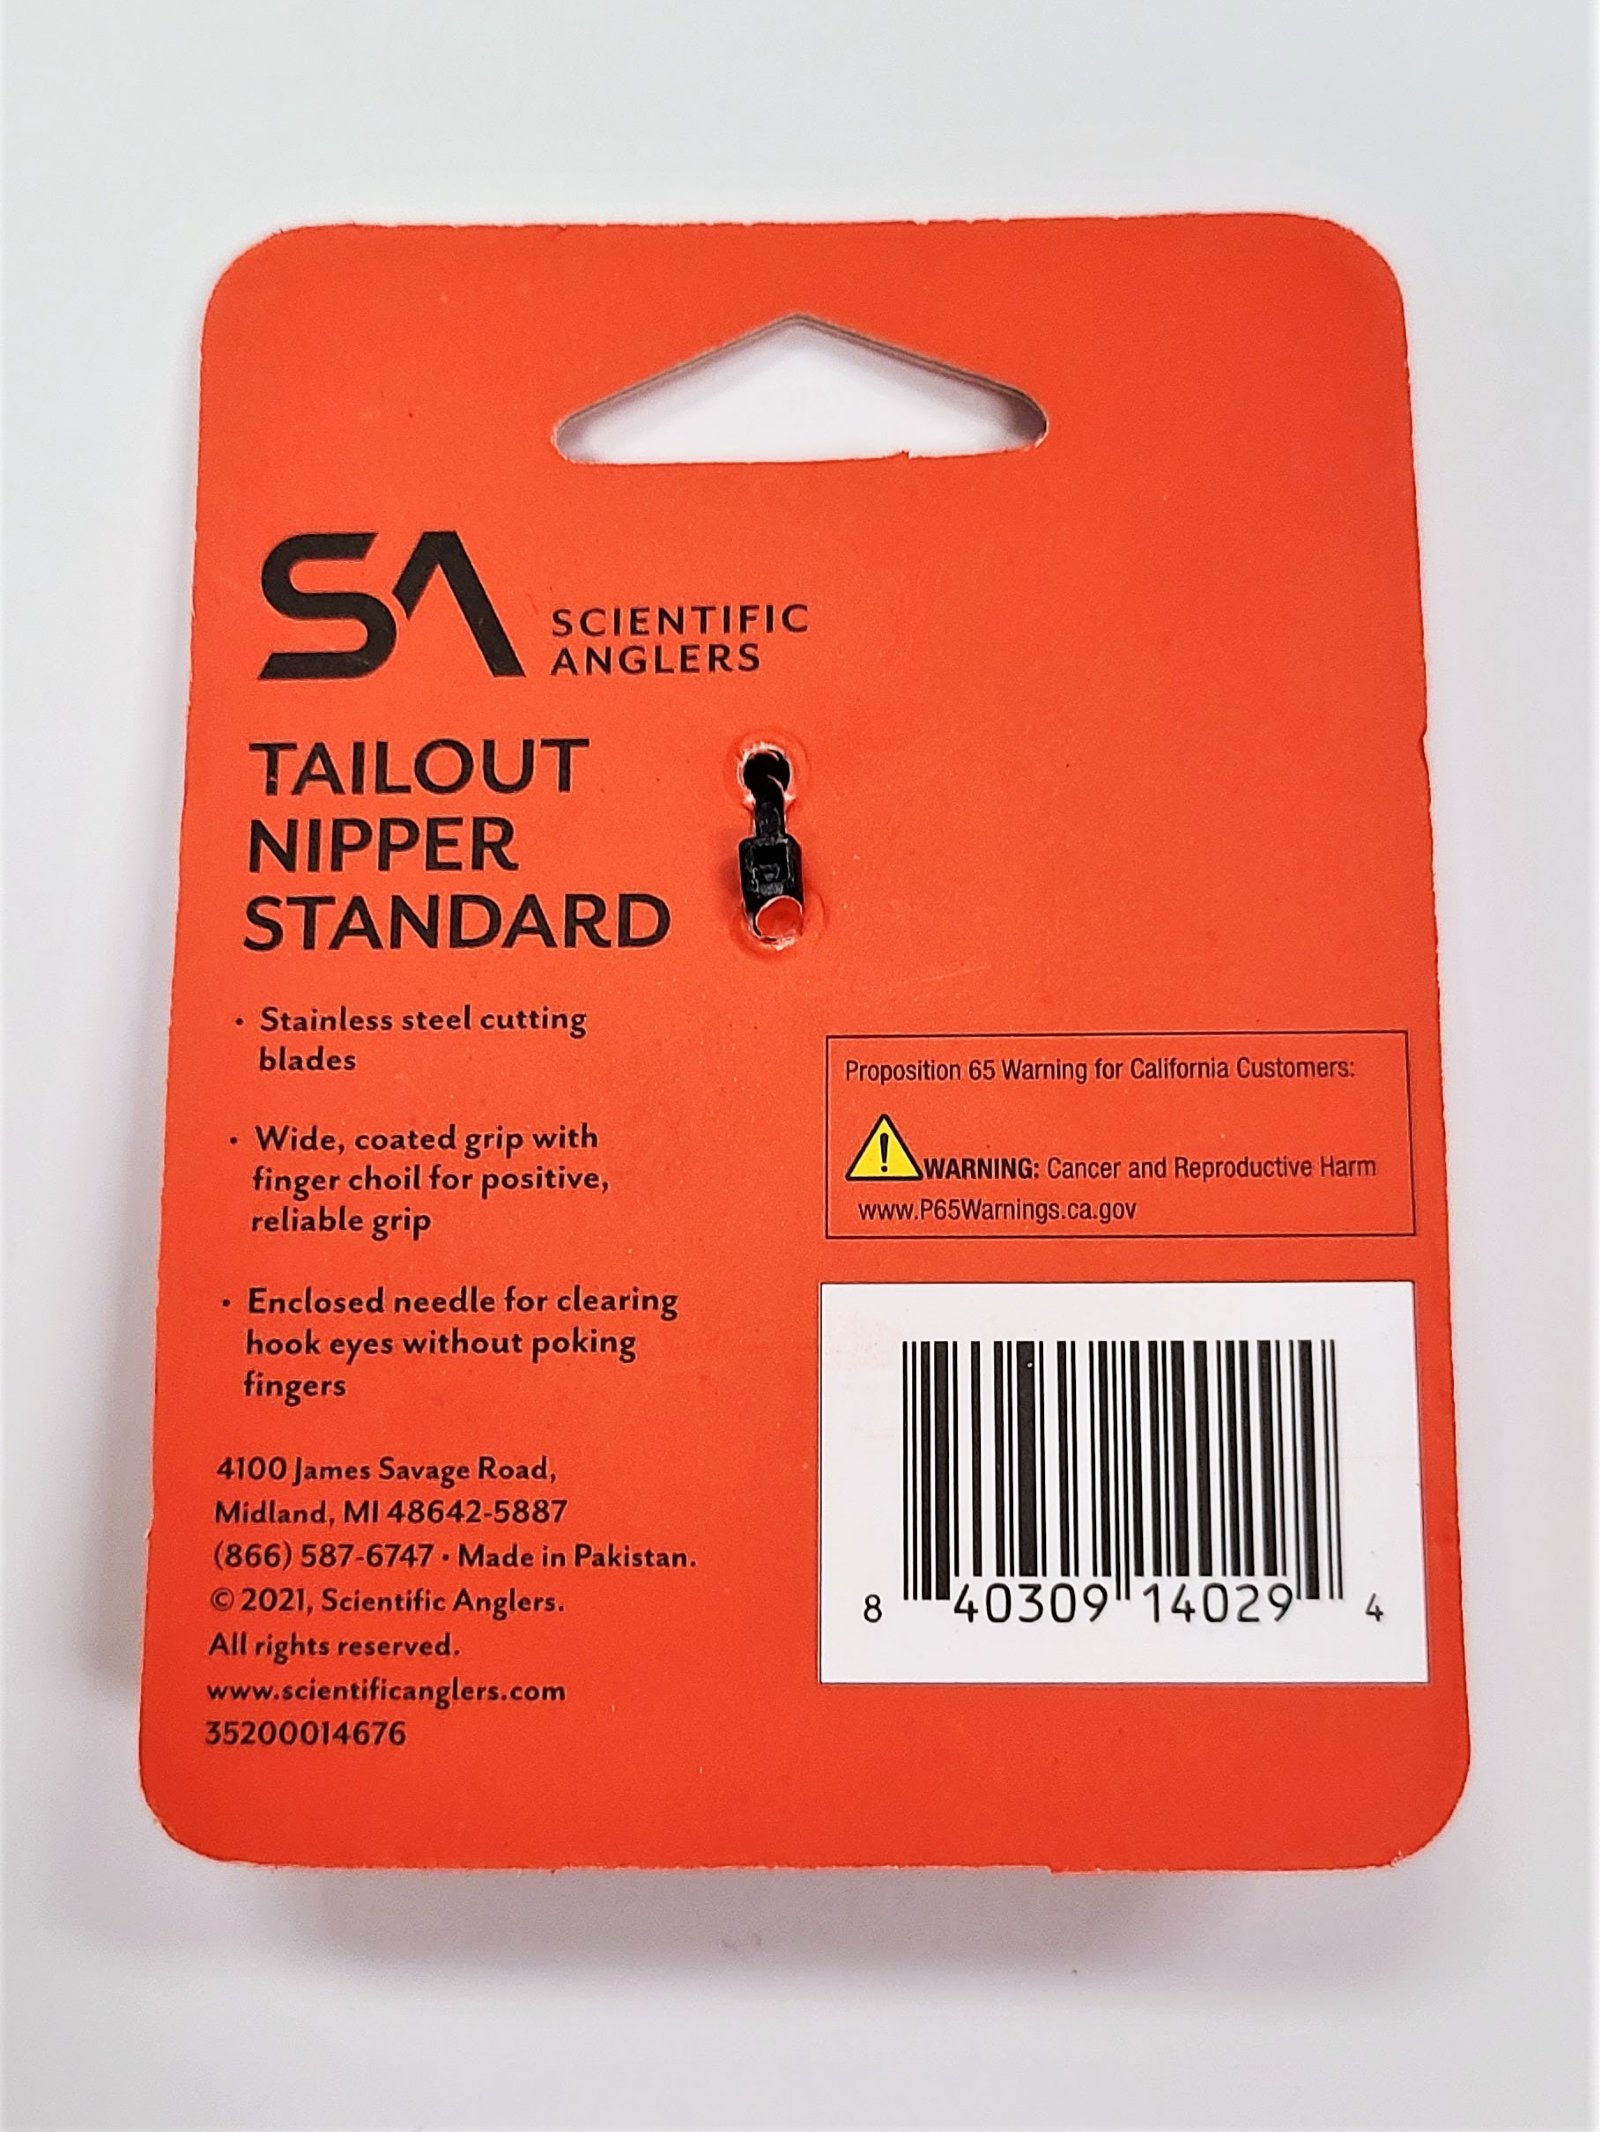 SA SCIENTIFIC
ANGLERS
TAILOUT
NIPPER
STANDARD
• Stainless steel cutting
blades
• Wide, coated grip with
finger choil for positive,
reliable grip
• Enclosed needle for clearing
hook eyes without poking
fingers
4100 James Savage Road,
Midland, MI 48642-5887
(866) 587-6747 • Made in Pakistan.
© 2021, Scientific Anglers.
All rights reserved.
www.scientificanglers.com
35200014676
Proposition 65 Warning for California Customers:
WARNING: Cancer and Reproductive Harm
www.P65Warnings.ca.gov
8 40309 14029 4